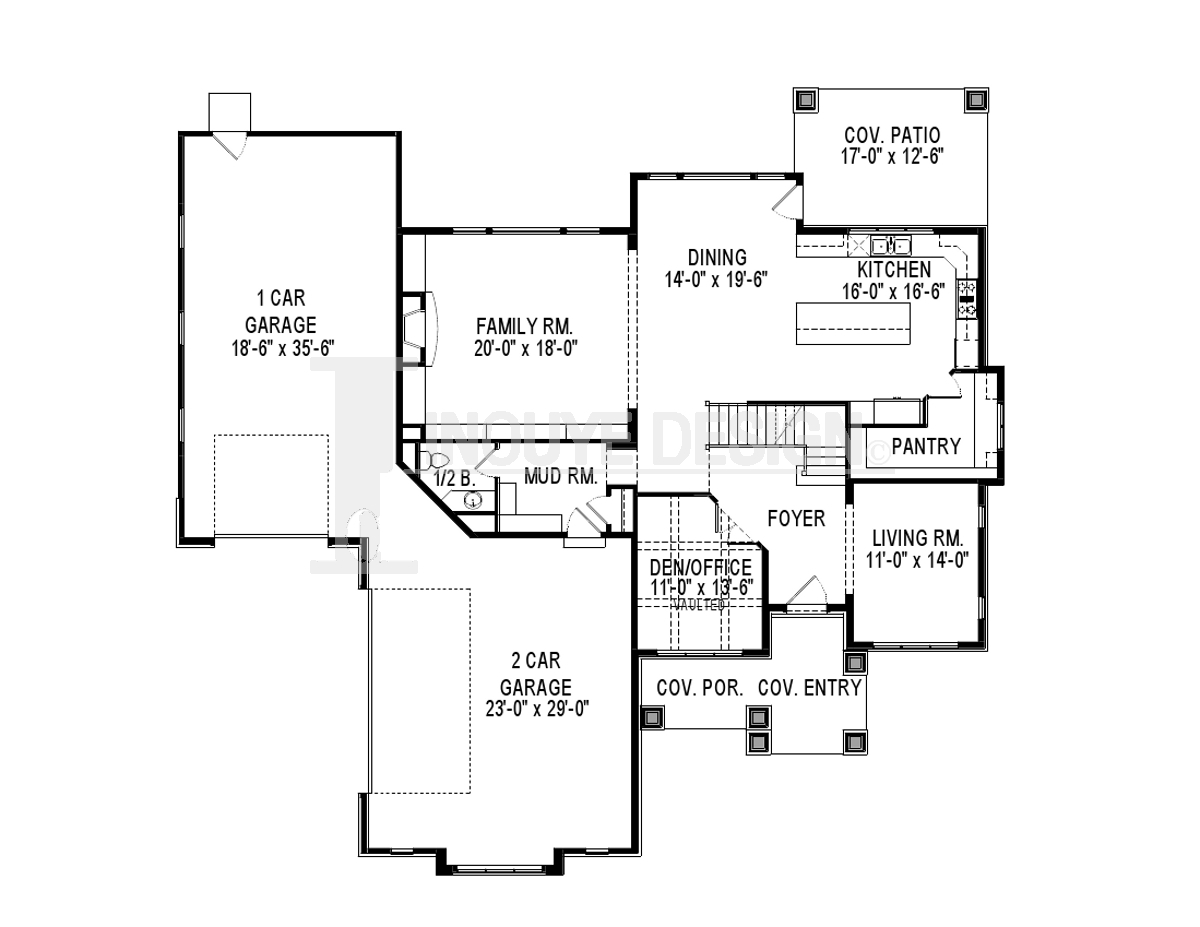 COV. PATIO
17'-0" x 12'-6"
DINING
14'-0" x 19'-6"
KITCHEN
16'-0" x 16'-6"
1 CAR
GARAGE
18'-6" x 35'-6"
FAMILY RM.
20'-0" x 18'-0"
INOUYE DESIGN©
PANTRY
1/2 B.
MUD RM.
FOYER
LIVING RM.
11'-0" x 14'-0"
DEN/OFFICE
11'-0" x 13'-6"
VAULTED
2 CAR
GARAGE
23'-0" x 29'-0"
COV. POR.
COV. ENTRY